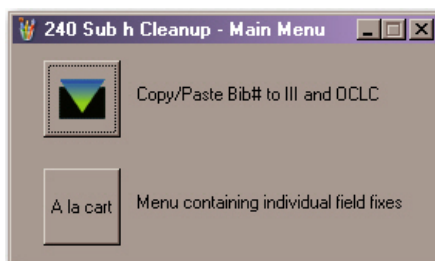 240 Sub h Cleanup - Main Menu
Copy/Paste Bib# to III and OCLC
A la cart
Menu containing individual field fixes